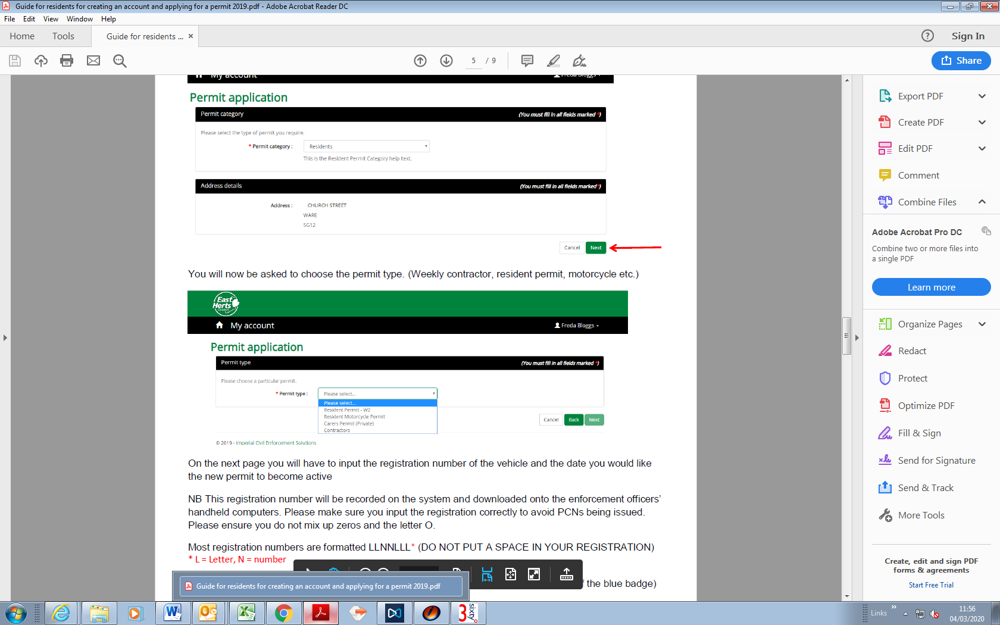 Guide for residents for creating an account and applying for a permit 2019.pdf - Adobe Acrobat Reader DC
File Edit View Window Help
Home Tools Guide for residents ... × ? Sign In
5 / 9 Share
My account Freda Bloggs
Permit application
Permit category (You must fill in all fields marked *)
Please select the type of permit you require.
* Permit category : Residents
This is the Resident Permit Category help text.
Address details (You must fill in all fields marked*)
Address : CHURCH STREET
WARE
SG12
Cancel Next
You will now be asked to choose the permit type. (Weekly contractor, resident permit, motorcycle etc.)
East
Herts
Council
My account Freda Bloggs
Permit application
Permit type (You must fill in all fields marked *)
Please choose a particular permit.
* Permit type : Please select...
Please select...
Resident Permit - W2
Resident Motorcycle Permit
Carers Permit (Private)
Contractors
Cancel Back Next
© 2019 - Imperial Civil Enforcement Solutions
On the next page you will have to input the registration number of the vehicle and the date you would like
the new permit to become active
NB This registration number will be recorded on the system and downloaded onto the enforcement officers'
handheld computers. Please make sure you input the registration correctly to avoid PCNs being issued.
Please ensure you do not mix up zeros and the letter O.
Most registration numbers are formatted LLNNLLL* (DO NOT PUT A SPACE IN YOUR REGISTRATION)
* L = Letter, N = number
f the blue badge)
Guide for residents for creating an account and applying for a permit 2019.pdf
Export PDF
Create PDF
Edit PDF
Comment
Combine Files
Adobe Acrobat Pro DC
Combine two or more files into
a single PDF
Learn more
Organize Pages
Redact
Protect
Optimize PDF
Fill & Sign
Send for Signature
Send & Track
More Tools
Create, edit and sign PDF
forms & agreements
Start Free Trial
3 sixty
Links »
11:56
04/03/2020